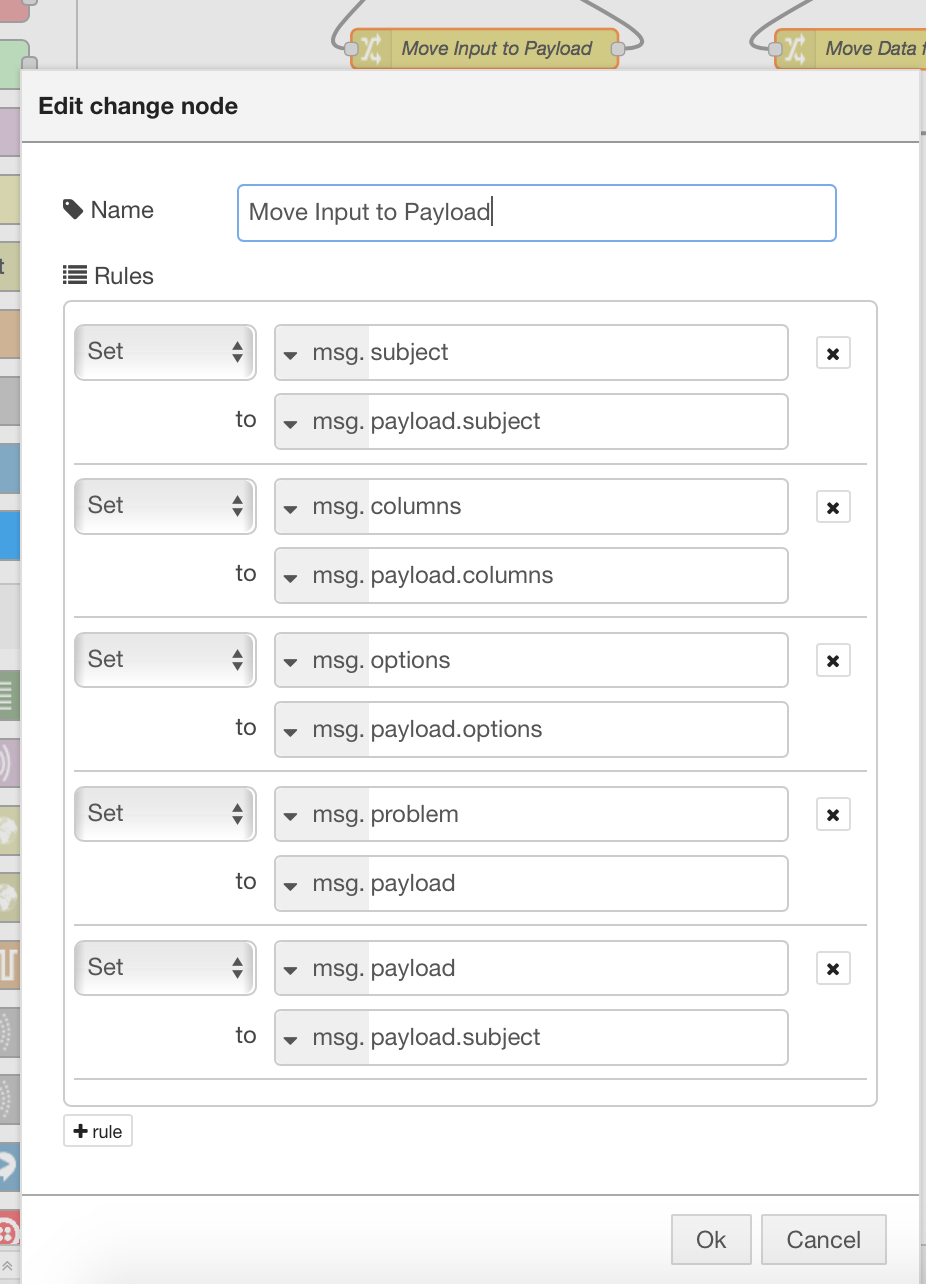 Move Input to Payload
Move Data
Edit change node
Name
Move Input to Payload
Rules
Set
msg. subject
to
msg. payload.subject
Set
msg. columns
to
msg. payload.columns
Set
msg. options
to
msg. payload.options
Set
msg. problem
to
msg. payload
Set
msg. payload
to
msg. payload.subject
rule
Ok
Cancel